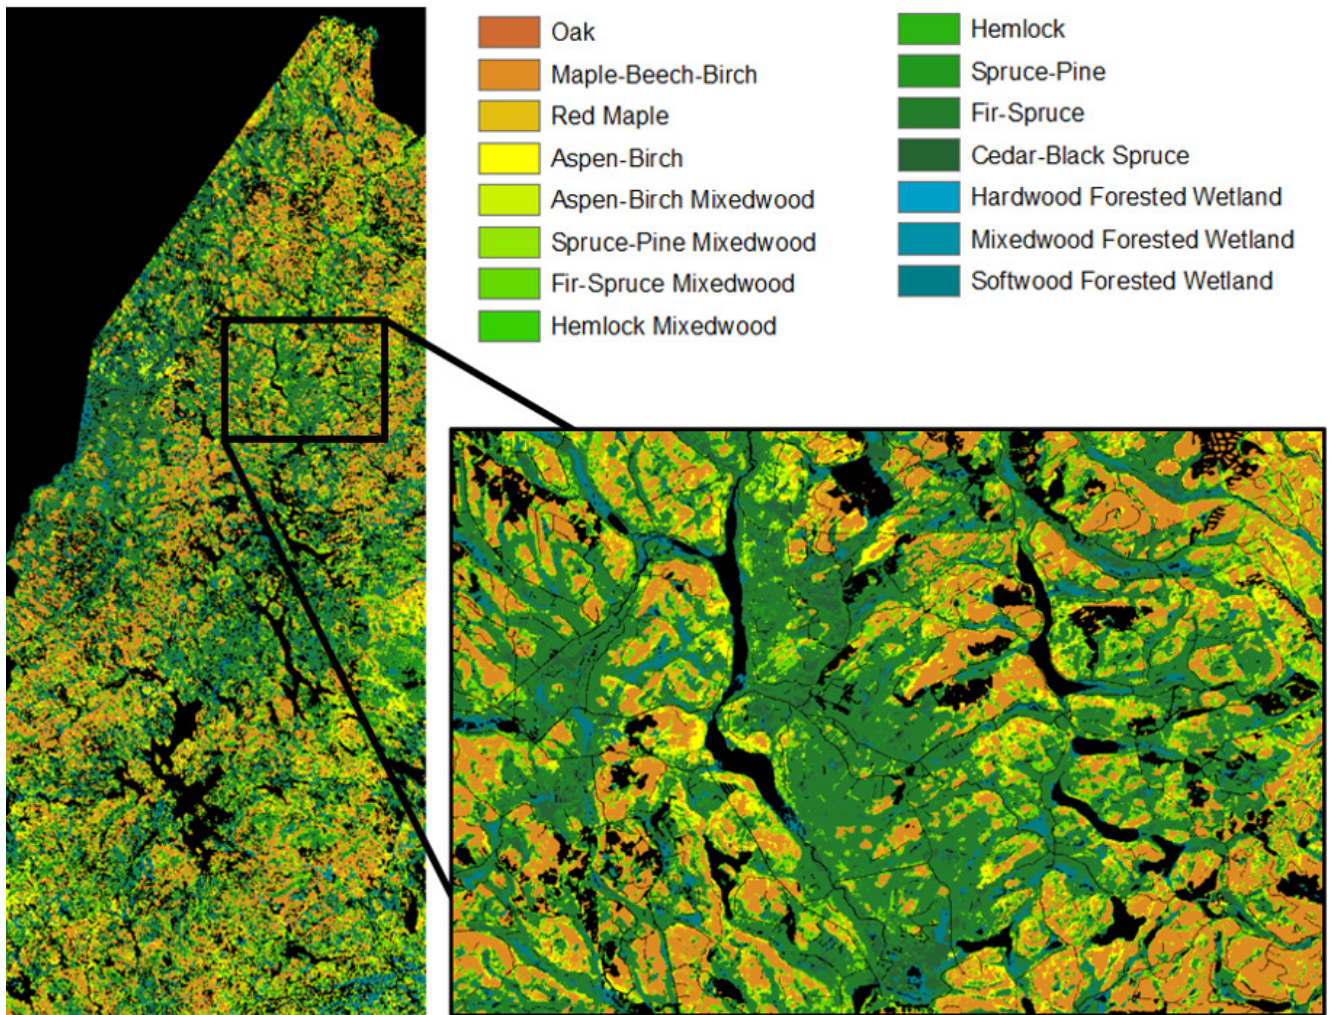 Oak
Maple-Beech-Birch
Red Maple
Aspen-Birch
Aspen-Birch Mixedwood
Spruce-Pine Mixedwood
Fir-Spruce Mixedwood
Hemlock Mixedwood
Hemlock
Spruce-Pine
Fir-Spruce
Cedar-Black Spruce
Hardwood Forested Wetland
Mixedwood Forested Wetland
Softwood Forested Wetland